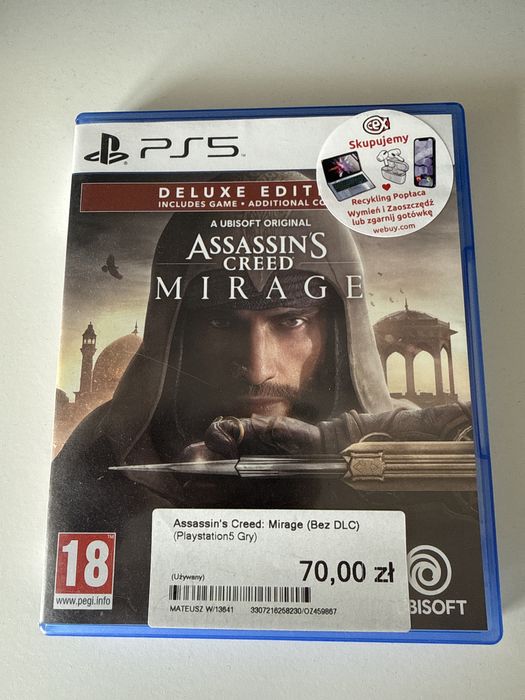 PS5
CeX
Skupujemy
Recykling Popłaca
Wymień i Zaoszczędź
lub zgarnij gotówkę
webuy.com
DELUXE EDIT
INCLUDES GAME • ADDITIONAL CO
A UBISOFT ORIGINAL
ASSASSIN'S
CREED
MIRAGE
Assassin's Creed: Mirage (Bez DLC)
(Playstation5 Gry)
(Używany)
70,00 zł
MATEUSZ W/13641 3307216258230/OZ459867
18
www.pegi.info
BISOFT